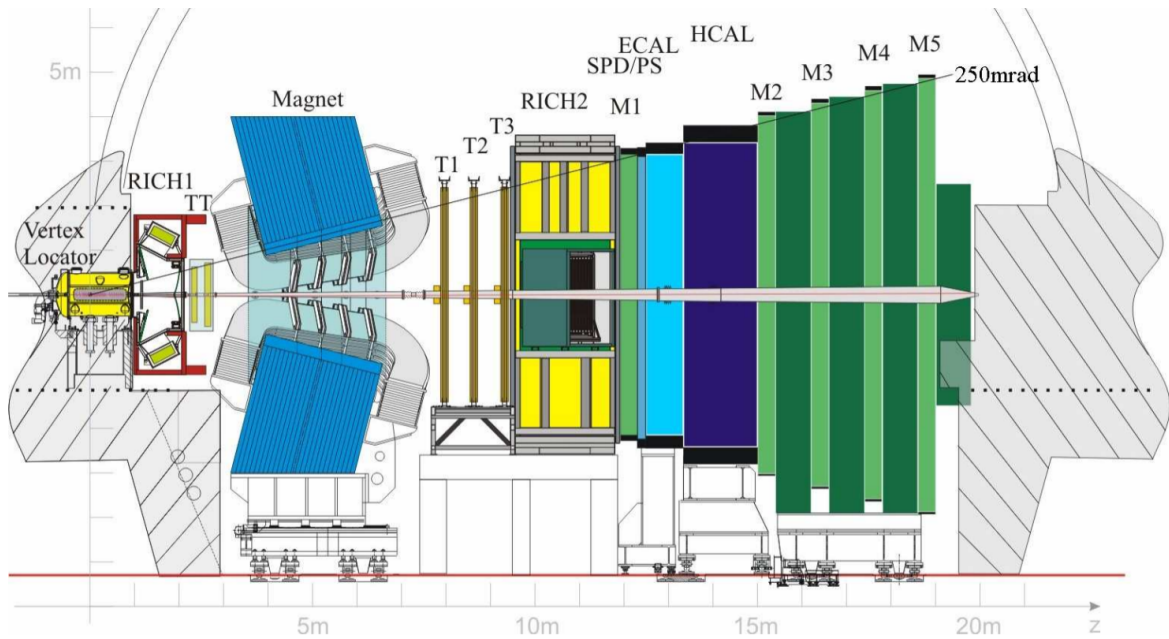 5m
Vertex
Locator
RICH1
TT
Magnet
T1
T2
T3
RICH2
M1
SPD/PS
ECAL
HCAL
M2
M3
M4
M5
250mrad
5m
10m
15m
20m
z